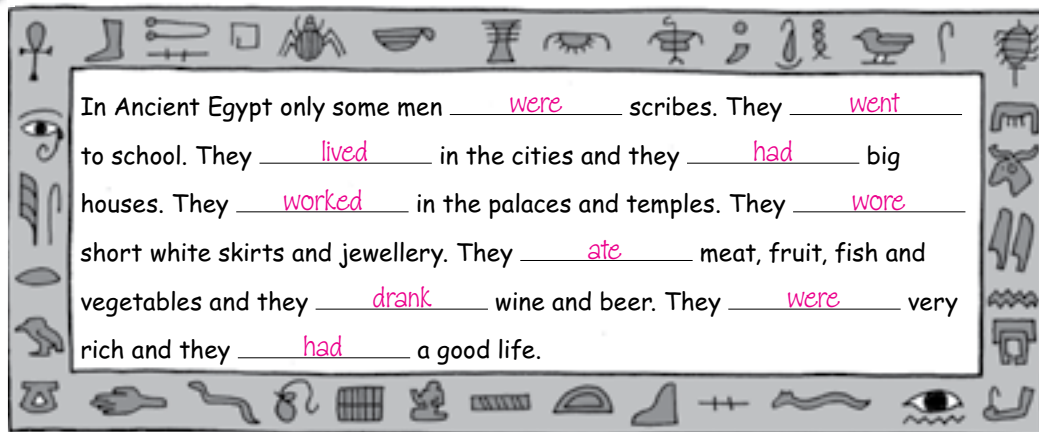 In Ancient Egypt only some men were scribes. They went
to school. They lived in the cities and they had big
houses. They worked in the palaces and temples. They wore
short white skirts and jewellery. They ate meat, fruit, fish and
vegetables and they drank wine and beer. They were very
rich and they had a good life.